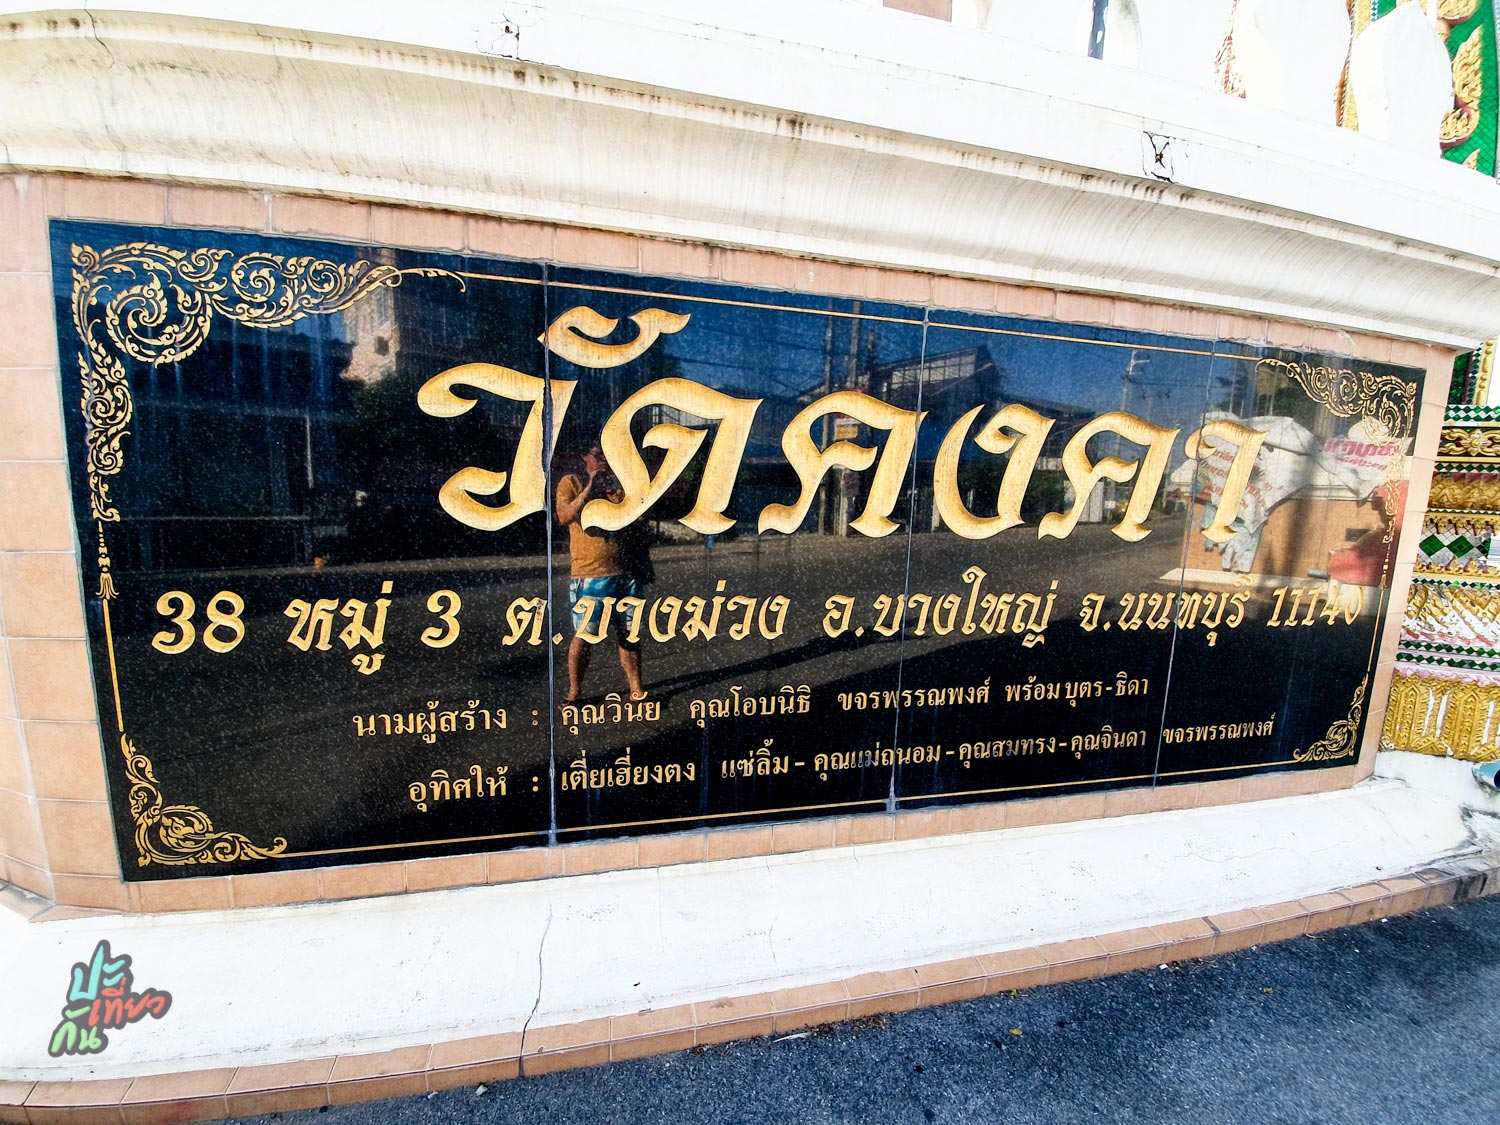 วัดคงคา
38 หมู่ 3 ต.บางม่วง อ.บางใหญ่ จ.นนทบุรี 11140
นามผู้สร้าง : คุณวินัย คุณโอบนิธิ ขจรพรรณพงศ์ พร้อมบุตร-ธิดา
อุทิศให้ : เตี่ยเฮี่ยงตง แซ่ลิ้ม - คุณแม่ถนอม - คุณสมทรง - คุณจินดา ขจรพรรณพงศ์
ปะ
เที่ยว
กัน